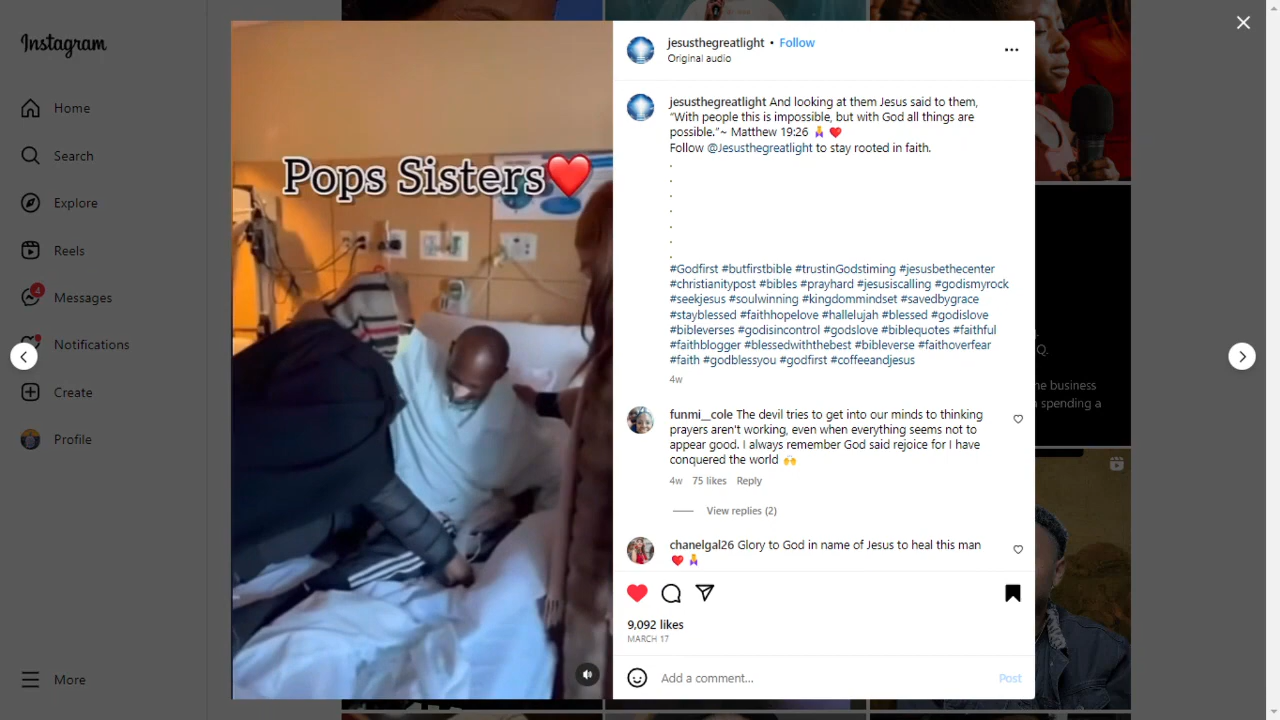 Instagram
Home
Search
Explore
Reels
4
Messages
Notifications
Create
Profile
More
Pops Sisters❤️
jesusthegreatlight • Follow
Original audio
jesusthegreatlight And looking at them Jesus said to them,
“With people this is impossible, but with God all things are
possible.”~ Matthew 19:26 🧎‍♀️ ❤️
Follow @Jesusthegreatlight to stay rooted in faith.
.
.
.
.
.
.
.
#Godfirst #butfirstbible #trustinGodstiming #jesusbethecenter
#christianitypost #bibles #prayhard #jesusiscalling #godismyrock
#seekjesus #soulwinning #kingdommindset #savedbygrace
#stayblessed #faithhopelove #hallelujah #blessed #godislove
#bibleverses #godisincontrol #godslove #biblequotes #faithful
#faithblogger #blessedwiththebest #bibleverse #faithoverfear
#faith #godblessyou #godfirst #coffeeandjesus
4w
funmi__cole The devil tries to get into our minds to thinking
prayers aren't working, even when everything seems not to
appear good. I always remember God said rejoice for I have
conquered the world 🙌
4w 75 likes Reply
View replies (2)
chanelgal26 Glory to God in name of Jesus to heal this man
❤️ 🧎‍♀️
9,092 likes
MARCH 17
Add a comment...
Post
Q.
he business
n spending a